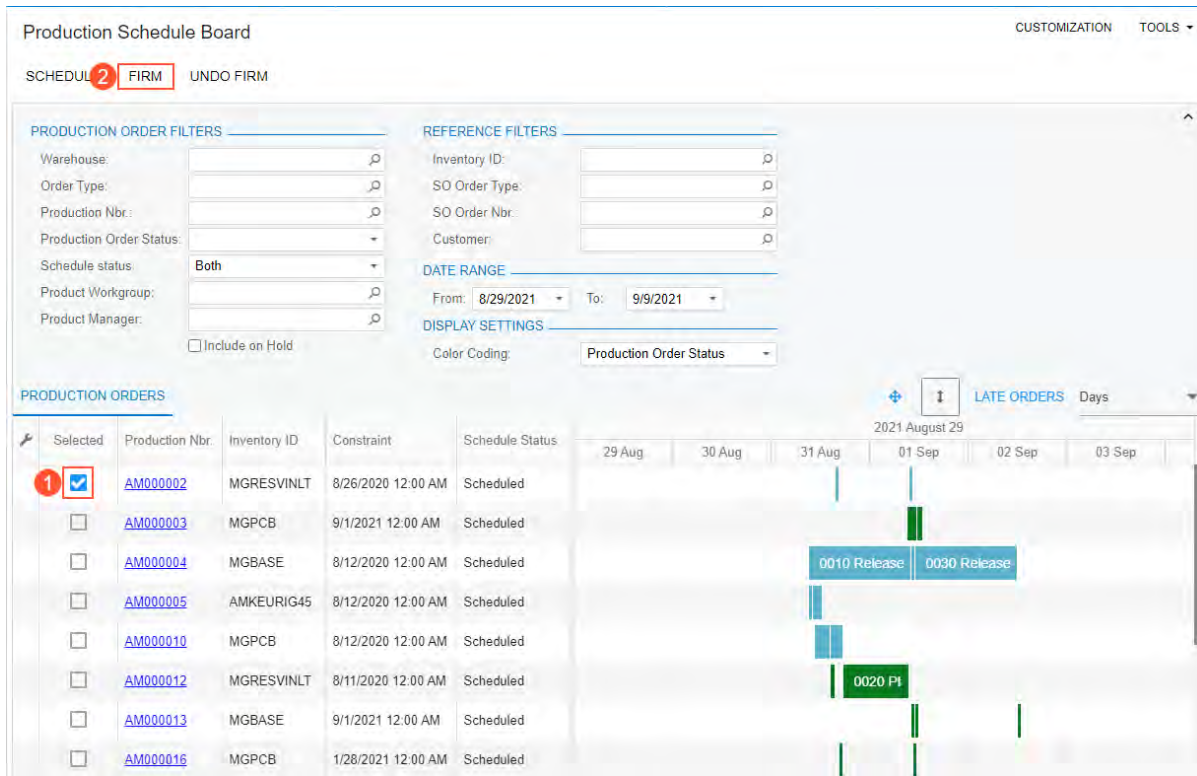 Production Schedule Board
CUSTOMIZATION TOOLS
SCHEDUL 2 FIRM UNDO FIRM
PRODUCTION ORDER FILTERS
Warehouse:
Order Type:
Production Nbr.:
Production Order Status:
Schedule status Both
Product Workgroup:
Product Manager:
Include on Hold
REFERENCE FILTERS
Inventory ID:
SO Order Type:
SO Order Nbr.:
Customer:
DATE RANGE
From: 8/29/2021 To: 9/9/2021
DISPLAY SETTINGS
Color Coding: Production Order Status
PRODUCTION ORDERS
LATE ORDERS Days
2021 August 29
Selected Production Nbr. Inventory ID Constraint Schedule Status 29 Aug 30 Aug 31 Aug 01 Sep 02 Sep 03 Sep
1 AM000002 MGRESVINLT 8/26/2020 12:00 AM Scheduled
AM000003 MGPCB 9/1/2021 12:00 AM Scheduled
AM000004 MGBASE 8/12/2020 12:00 AM Scheduled 0010 Release 0030 Release
AM000005 AMKEURIG45 8/12/2020 12:00 AM Scheduled
AM000010 MGPCB 8/12/2020 12:00 AM Scheduled
AM000012 MGRESVINLT 8/11/2020 12:00 AM Scheduled 0020 Pl
AM000013 MGBASE 9/1/2021 12:00 AM Scheduled
AM000016 MGPCB 1/28/2021 12:00 AM Scheduled